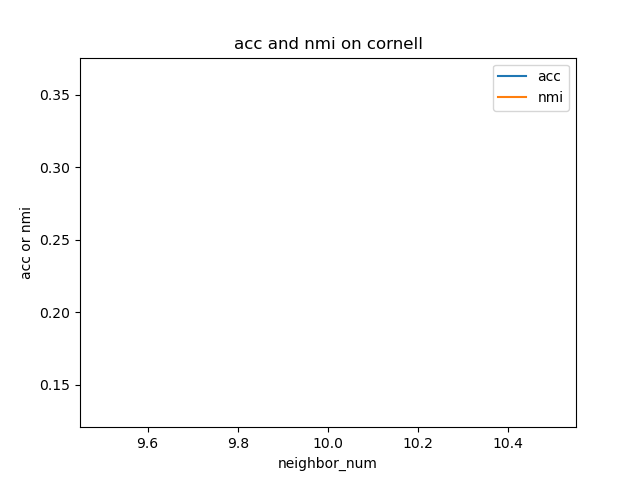 acc and nmi on cornell
acc
nmi
0.35
0.30
0.25
0.20
0.15
acc or nmi
9.6
9.8
10.0
10.2
10.4
neighbor_num